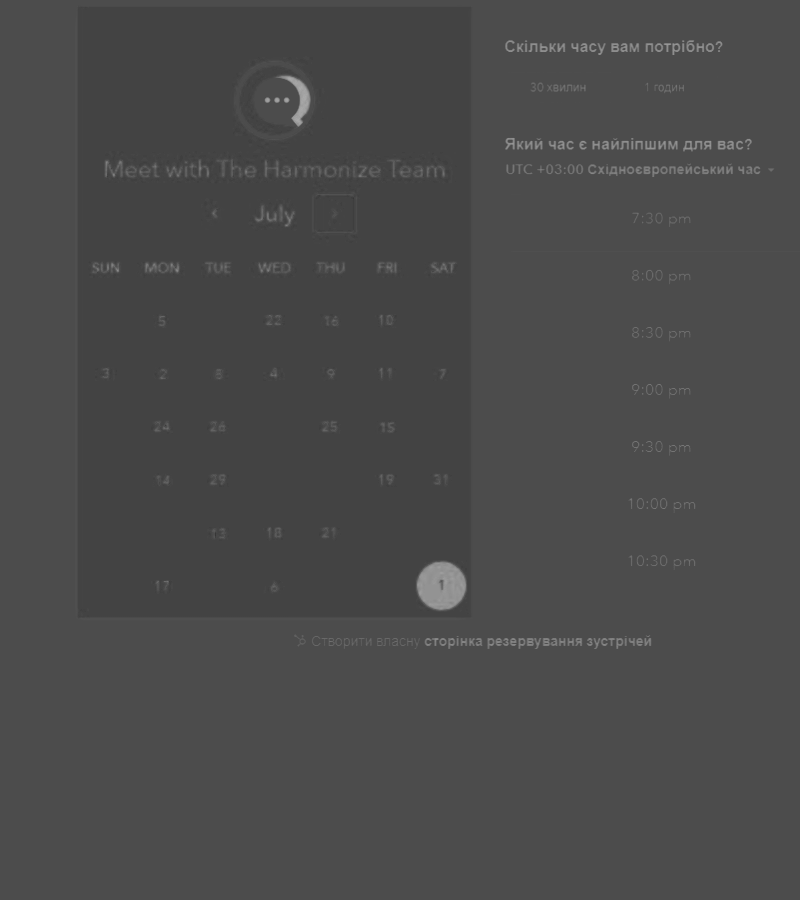 Meet with The Harmonize Team
July
SUN MON TUE WED THU FRI SAT
5 22 16 10
3 2 8 4 9 11 7
24 26 25 15
14 29 19 31
13 18 21
17 6 1
Скільки часу вам потрібно?
30 хвилин 1 годин
Який час є найліпшим для вас?
UTC +03:00 Східноєвропейський час
7:30 pm
8:00 pm
8:30 pm
9:00 pm
9:30 pm
10:00 pm
10:30 pm
Створити власну сторінка резервування зустрічей